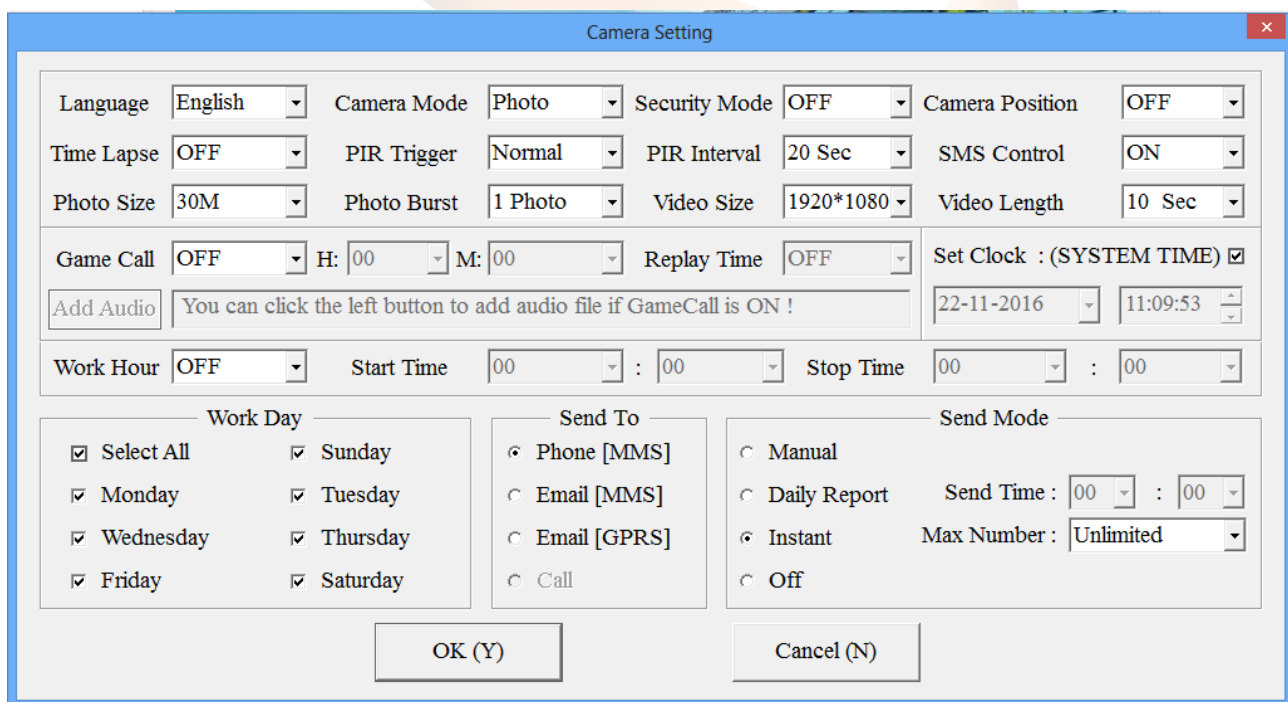 Camera Setting
Language English Camera Mode Photo Security Mode OFF Camera Position OFF
Time Lapse OFF PIR Trigger Normal PIR Interval 20 Sec SMS Control ON
Photo Size 30M Photo Burst 1 Photo Video Size 1920*1080 Video Length 10 Sec
Game Call OFF H: 00 M: 00 Replay Time OFF Set Clock : (SYSTEM TIME)
Add Audio You can click the left button to add audio file if GameCall is ON ! 22-11-2016 11:09:53
Work Hour OFF Start Time 00 : 00 Stop Time 00 : 00
Work Day
Select All Sunday
Monday Tuesday
Wednesday Thursday
Friday Saturday
Send To
Phone [MMS]
Email [MMS]
Email [GPRS]
Call
Send Mode
Manual
Daily Report Send Time : 00 : 00
Instant Max Number : Unlimited
Off
OK (Y) Cancel (N)